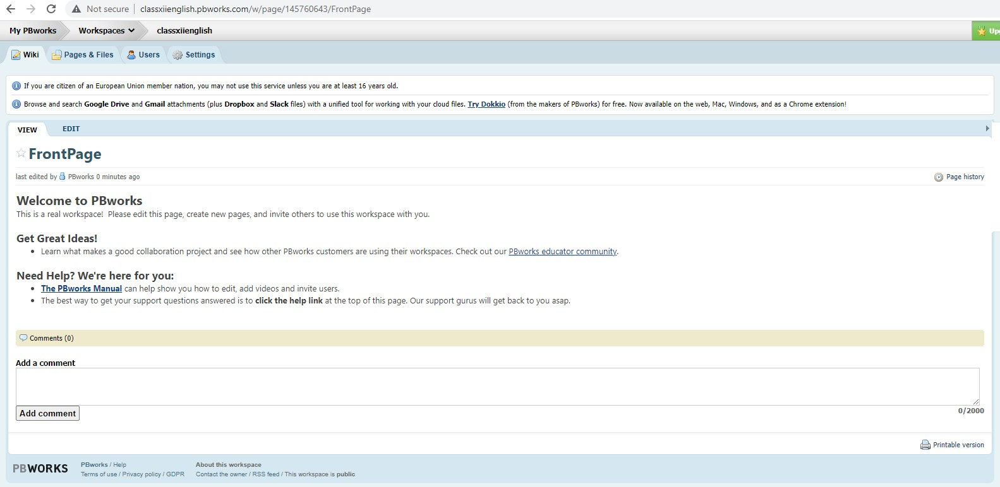 Not secure | classxiienglish.pbworks.com/w/page/145760643/FrontPage
My PBworks Workspaces classxiienglish
Wiki Pages & Files Users Settings
If you are citizen of an European Union member nation, you may not use this service unless you are at least 16 years old.
Browse and search Google Drive and Gmail attachments (plus Dropbox and Slack files) with a unified tool for working with your cloud files. Try Dokkio (from the makers of PBworks) for free. Now available on the web, Mac, Windows, and as a Chrome extension!
VIEW EDIT
FrontPage
last edited by PBworks 0 minutes ago Page history
Welcome to PBworks
This is a real workspace! Please edit this page, create new pages, and invite others to use this workspace with you.
Get Great Ideas!
• Learn what makes a good collaboration project and see how other PBworks customers are using their workspaces. Check out our PBworks educator community.
Need Help? We're here for you:
• The PBworks Manual can help show you how to edit, add videos and invite users.
• The best way to get your support questions answered is to click the help link at the top of this page. Our support gurus will get back to you asap.
Comments (0)
Add a comment
Add comment 0/2000
Printable version
PBWORKS PBworks / Help About this workspace
Terms of use / Privacy policy / GDPR Contact the owner / RSS feed / This workspace is public